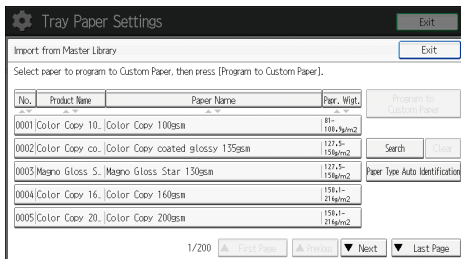 Tray Paper Settings
Exit
Import from Master Library
Exit
Select paper to program to Custom Paper, then press [Program to Custom Paper].
No. Product Name Paper Name Papr. Wigt.
Program to
Custom Paper
0001 Color Copy 10.. Color Copy 100gsm 81-
100.9g/m2
0002 Color Copy co.. Color Copy coated glossy 135gsm 127.5-
150g/m2
Search Clear
0003 Magno Gloss S.. Magno Gloss Star 130gsm 127.5-
150g/m2
Paper Type Auto Identification
0004 Color Copy 16.. Color Copy 160gsm 150.1-
216g/m2
0005 Color Copy 20.. Color Copy 200gsm 150.1-
216g/m2
1/200 ▲ First Page ▲ Previous ▼ Next ▼ Last Page